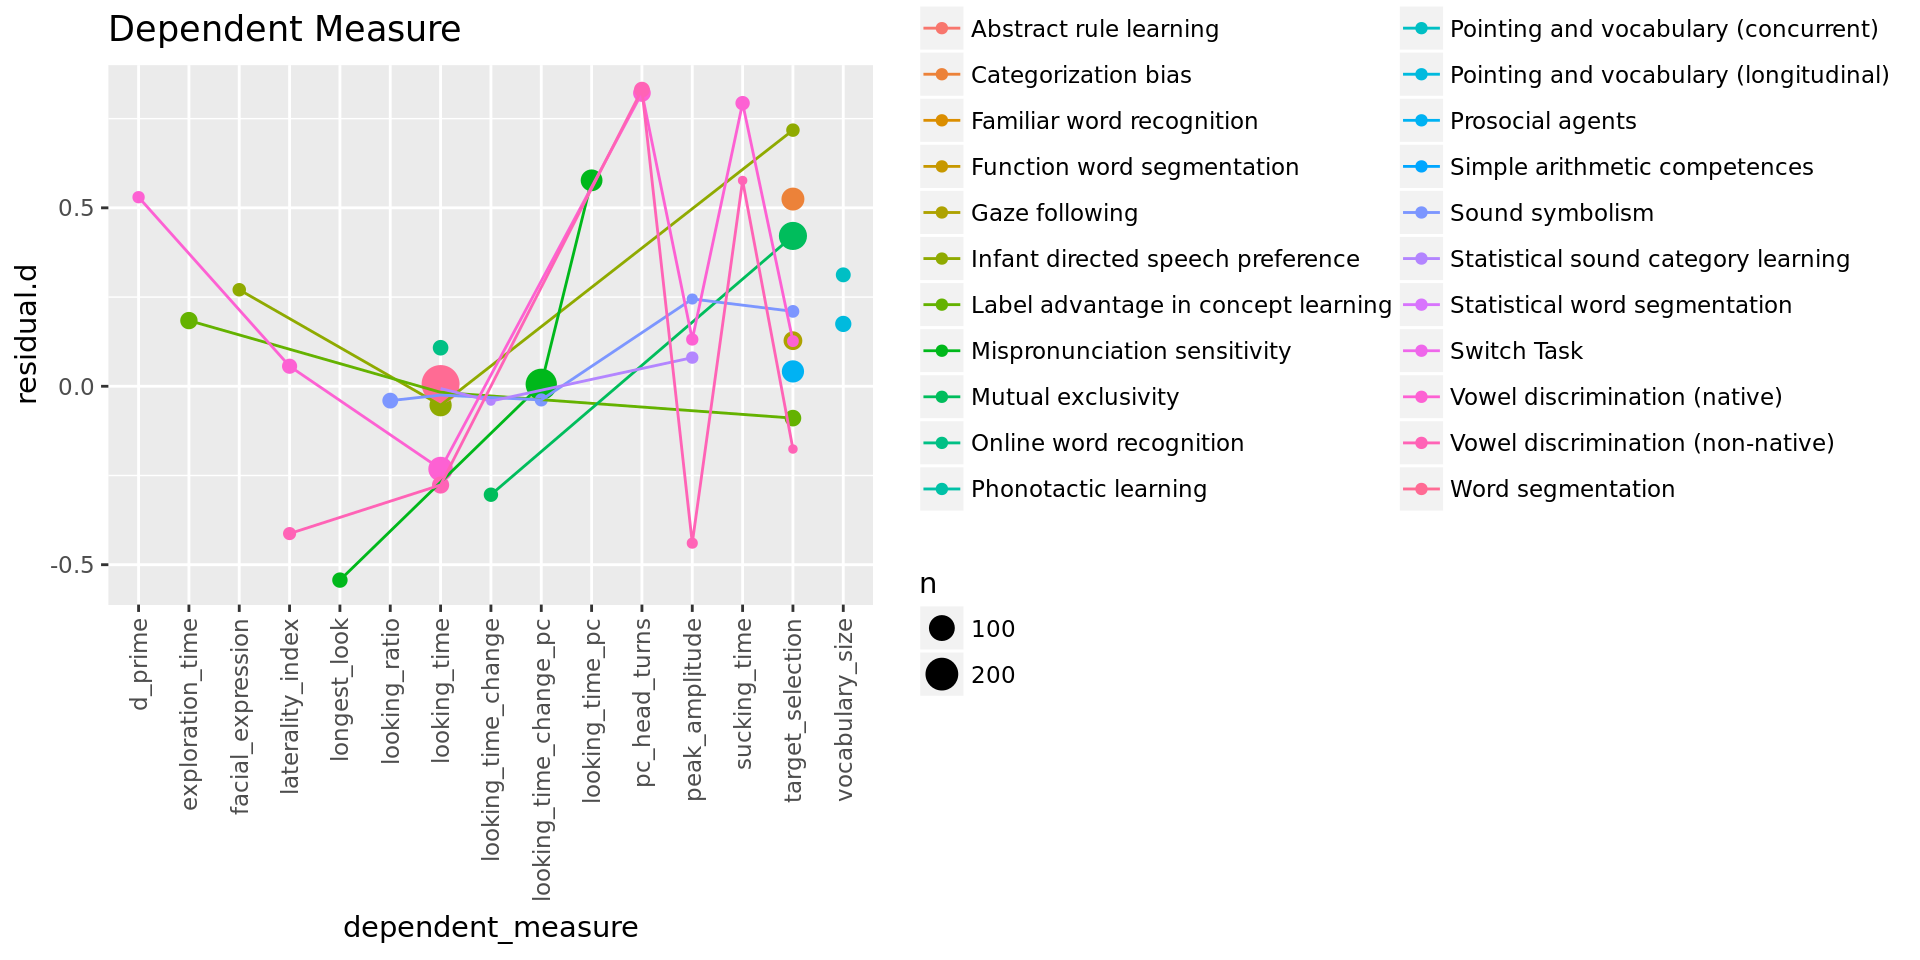 Dependent Measure
residual.d
0.5
0.0
-0.5
d_prime
exploration_time
facial_expression
laterality_index
longest_look
looking_ratio
looking_time
looking_time_change
looking_time_change_pc
looking_time_pc
pc_head_turns
peak_amplitude
sucking_time
target_selection
vocabulary_size
dependent_measure
Abstract rule learning
Categorization bias
Familiar word recognition
Function word segmentation
Gaze following
Infant directed speech preference
Label advantage in concept learning
Mispronunciation sensitivity
Mutual exclusivity
Online word recognition
Phonotactic learning
Pointing and vocabulary (concurrent)
Pointing and vocabulary (longitudinal)
Prosocial agents
Simple arithmetic competences
Sound symbolism
Statistical sound category learning
Statistical word segmentation
Switch Task
Vowel discrimination (native)
Vowel discrimination (non-native)
Word segmentation
n
100
200